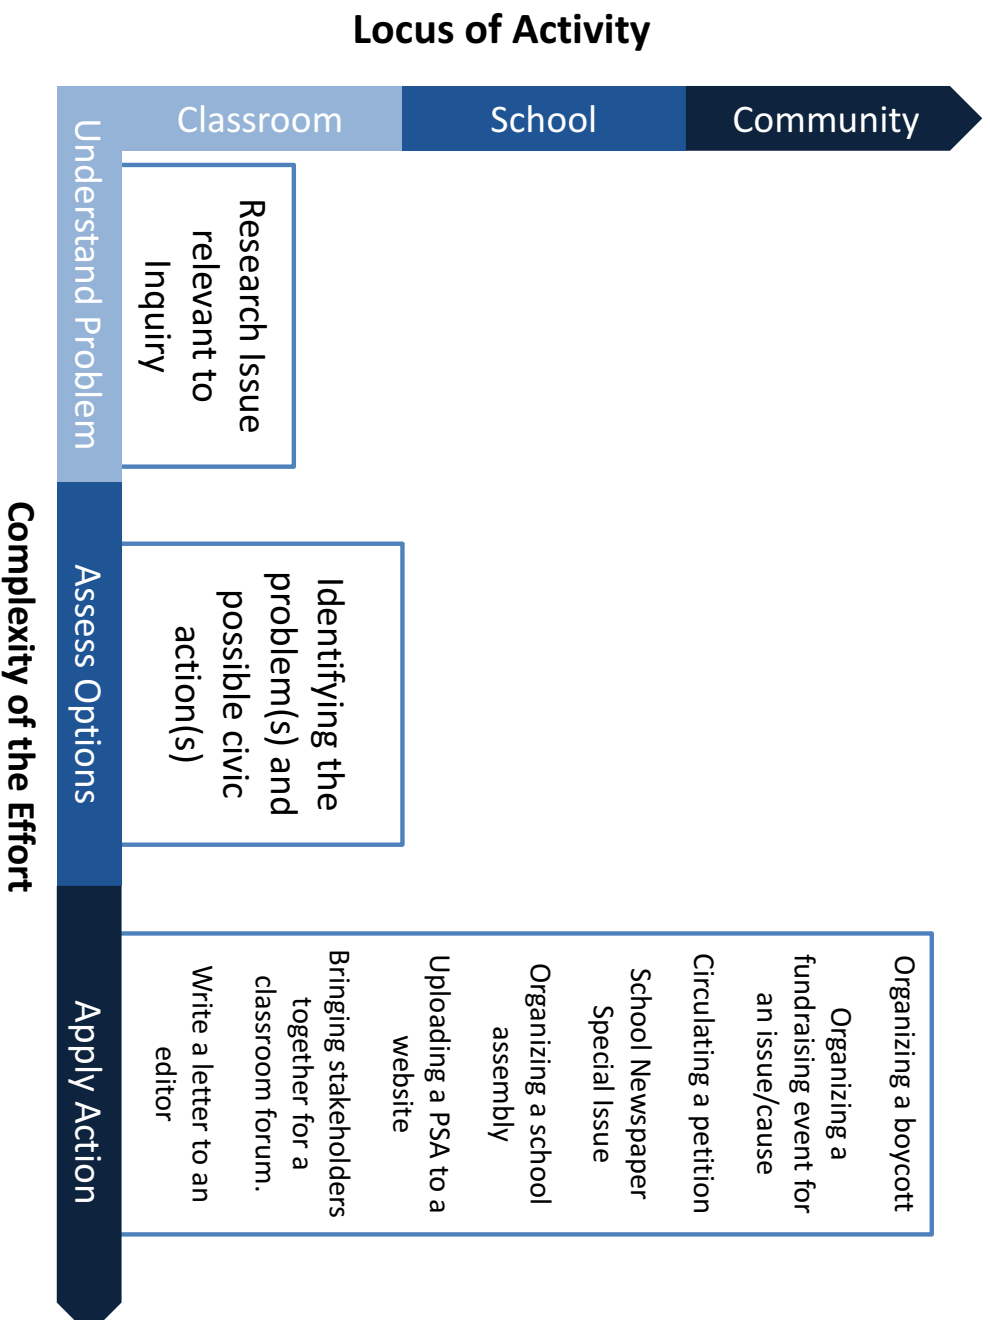 Locus of Activity
Classroom
School
Community
Understand Problem
Assess Options
Apply Action
Complexity of the Effort
Research Issue
relevant to
Inquiry
Identifying the
problem(s) and
possible civic
action(s)
Organizing a boycott
Organizing a
fundraising event for
an issue/cause
Circulating a petition
School Newspaper
Special Issue
Organizing a school
assembly
Uploading a PSA to a
website
Bringing stakeholders
together for a
classroom forum.
Write a letter to an
editor